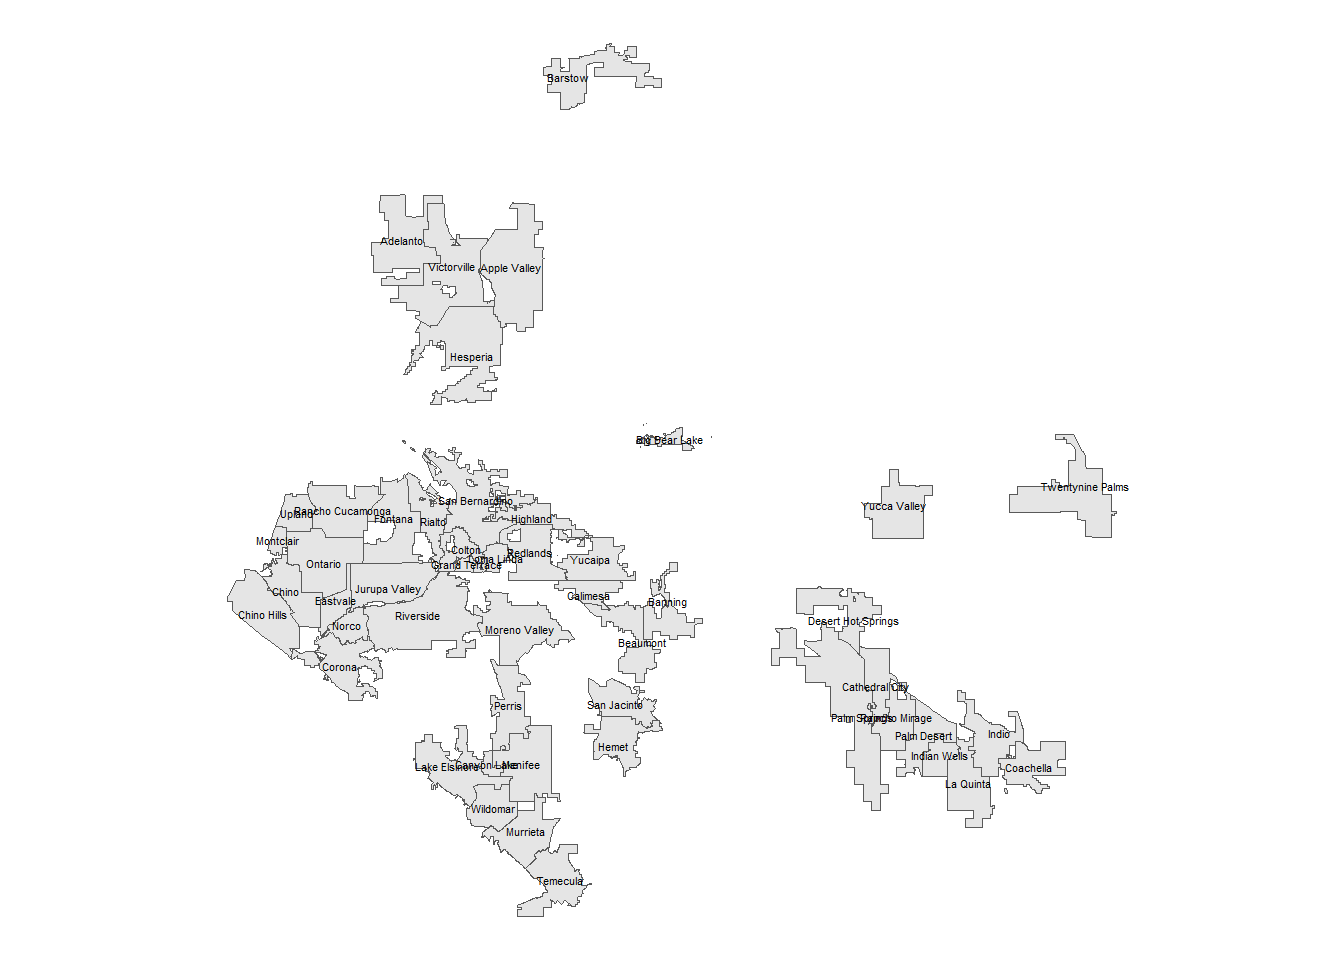 Barstow
Adelanto
Victorville
Apple Valley
Hesperia
Big Bear Lake
Twentynine Palms
Yucca Valley
San Bernardino
Rancho Cucamonga
Upland
Fontana
Rialto
Highland
Montclair
Colton
Redlands
Loma Linda
Yucaipa
Grand Terrace
Ontario
Jurupa Valley
Chino
Calimesa
Eastvale
Banning
Chino Hills
Riverside
Norco
Moreno Valley
Desert Hot Springs
Beaumont
Corona
Cathedral City
Perris
San Jacinto
Palm Springs
Rancho Mirage
Indio
Palm Desert
Hemet
Indian Wells
Lake Elsinore
Canyon Lake
Menifee
Coachella
La Quinta
Wildomar
Murrieta
Temecula